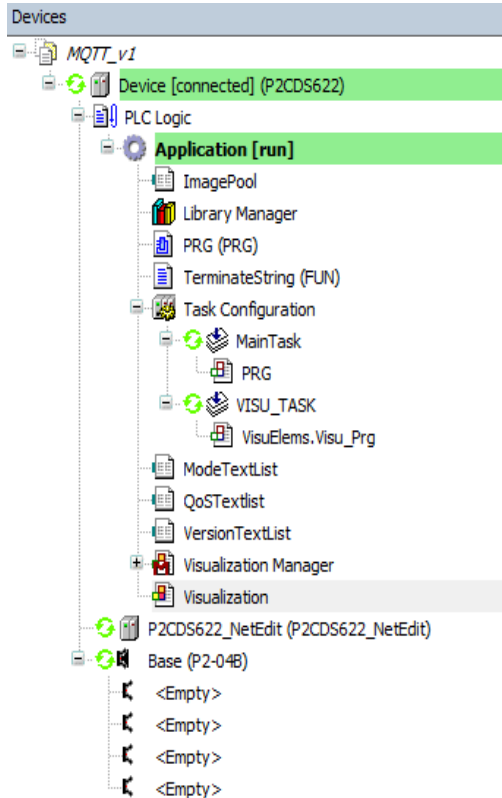 Devices
MQTT_v1
Device [connected] (P2CDS622)
PLC Logic
Application [run]
ImagePool
Library Manager
PRG (PRG)
TerminateString (FUN)
Task Configuration
MainTask
PRG
VISU_TASK
VisuElems.Visu_Prg
ModeTextList
QoSTextlist
VersionTextList
Visualization Manager
Visualization
P2CDS622_NetEdit (P2CDS622_NetEdit)
Base (P2-04B)
<Empty>
<Empty>
<Empty>
<Empty>